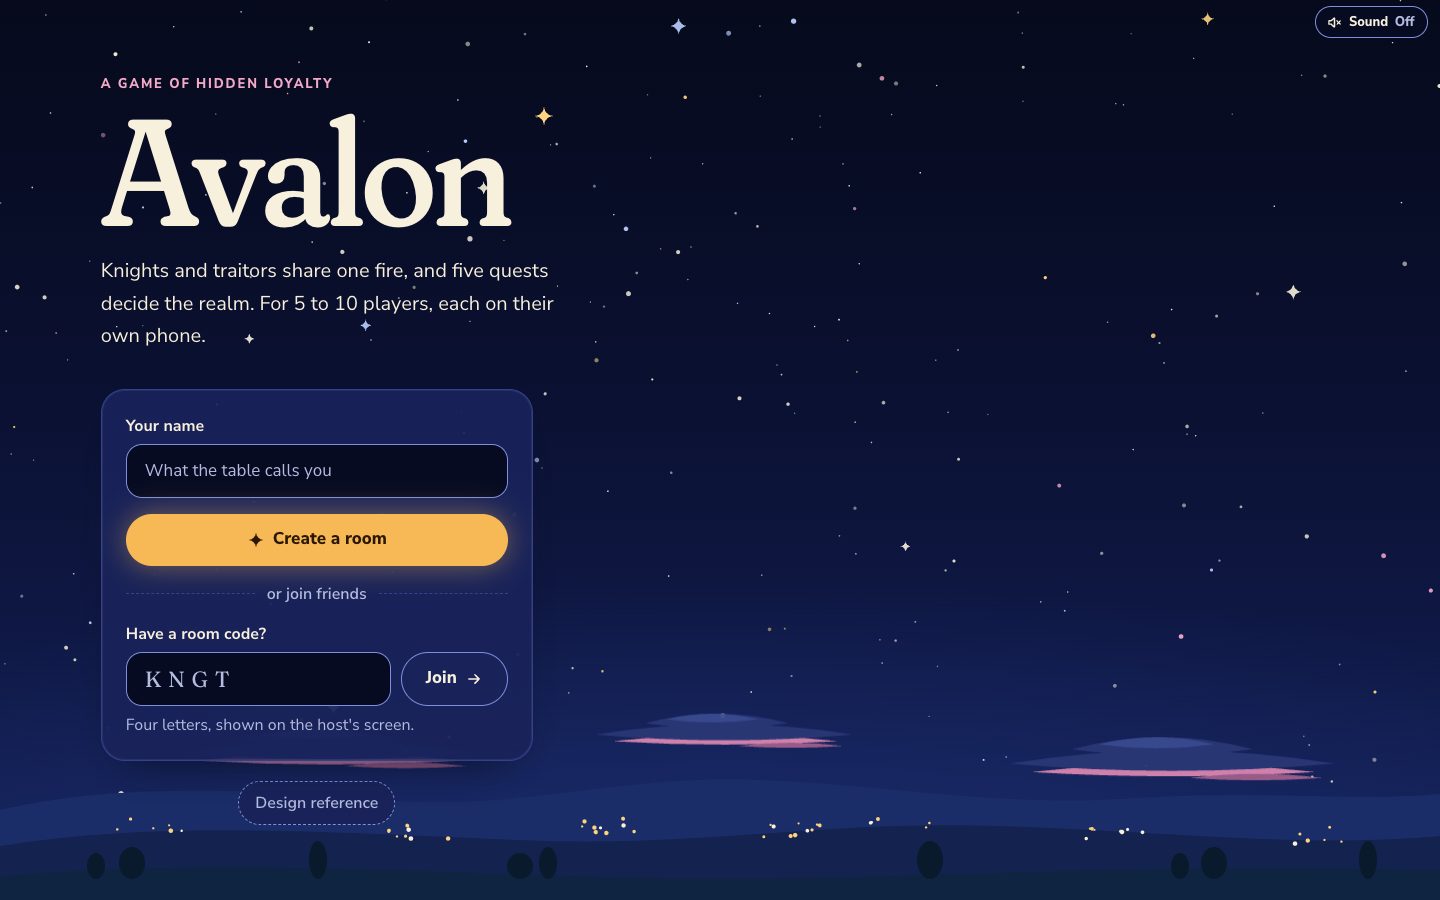 Sound Off
A GAME OF HIDDEN LOYALTY
Avalon
Knights and traitors share one fire, and five quests
decide the realm. For 5 to 10 players, each on their
own phone.
Your name
What the table calls you
Create a room
or join friends
Have a room code?
KNGT
Join
Four letters, shown on the host's screen.
Design reference